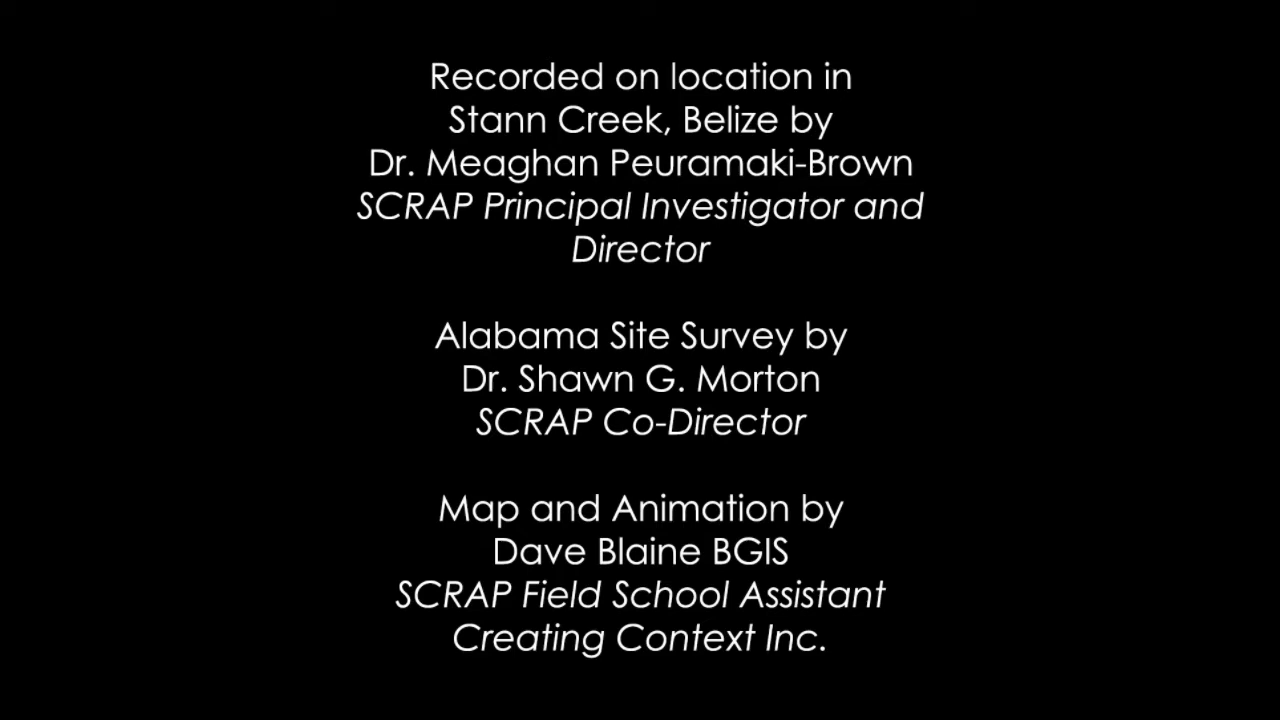 Recorded on location in
Stann Creek, Belize by
Dr. Meaghan Peuramaki-Brown
SCRAP Principal Investigator and
Director
Alabama Site Survey by
Dr. Shawn G. Morton
SCRAP Co-Director
Map and Animation by
Dave Blaine BGIS
SCRAP Field School Assistant
Creating Context Inc.